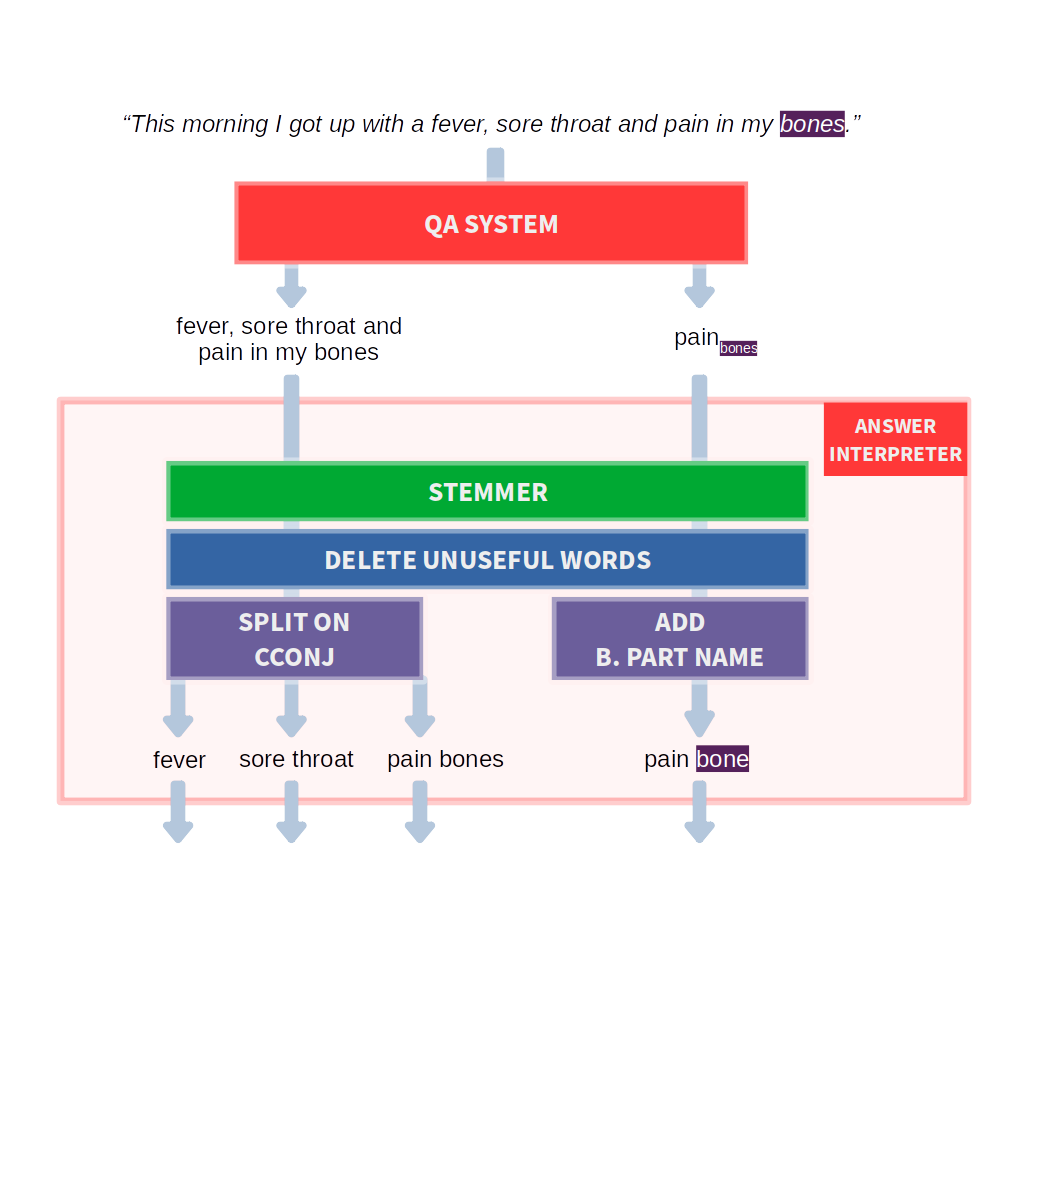 “This morning I got up with a fever, sore throat and pain in my bones.”
QA SYSTEM
fever, sore throat and
pain in my bones
pain bones
ANSWER
INTERPRETER
STEMMER
DELETE UNUSEFUL WORDS
SPLIT ON
CCONJ
ADD
B. PART NAME
fever
sore throat
pain bones
pain bone